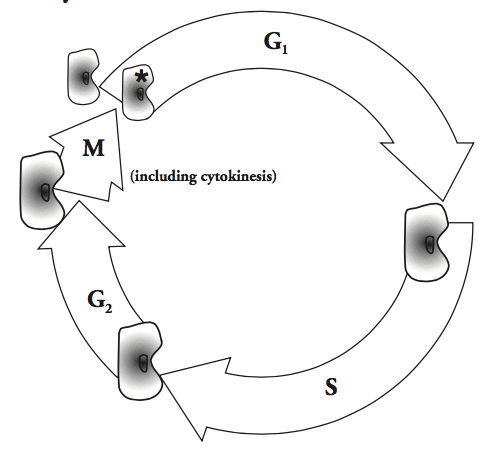 G₁
*
M
(including cytokinesis)
G₂
S